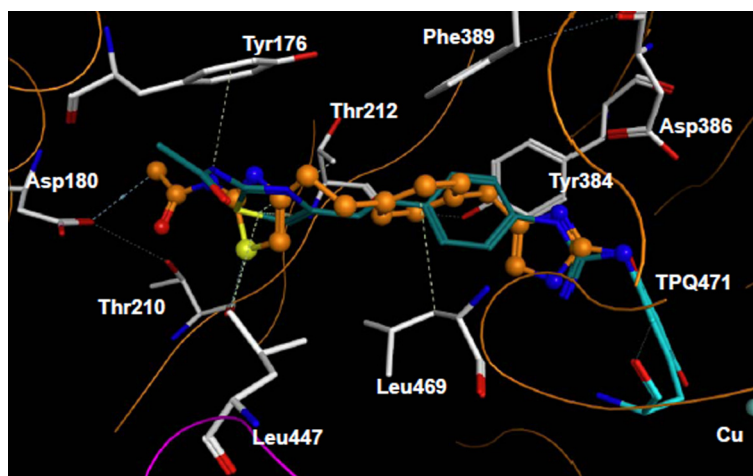 Tyr176
Phe389
Thr212
Asp386
Asp180
Tyr384
TPQ471
Thr210
Leu469
Leu447
Cu